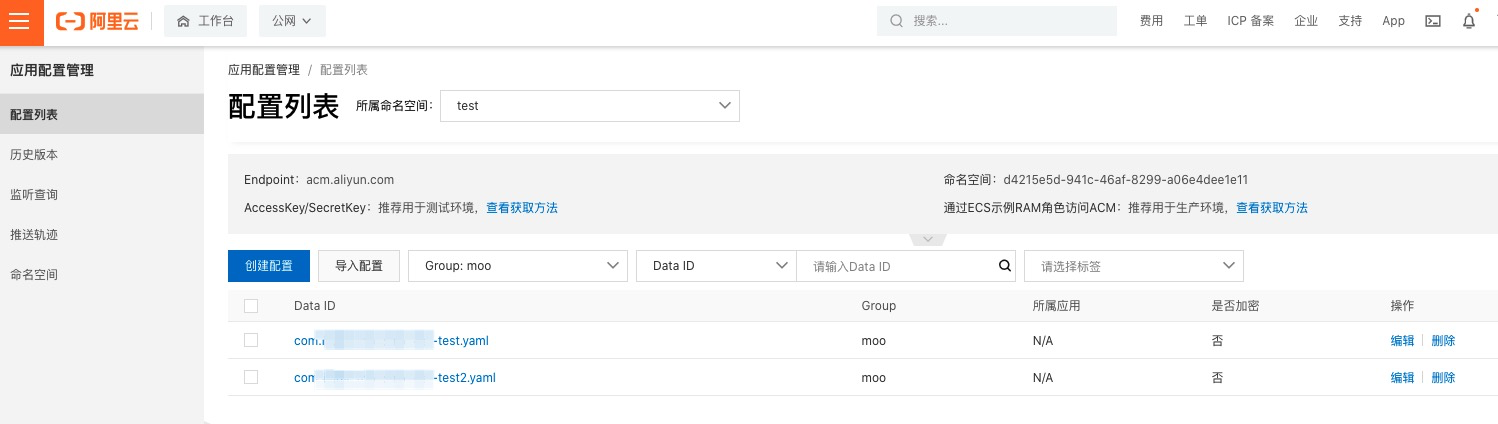 阿里云 工作台 公网 搜索... 费用 工单 ICP 备案 企业 支持 App
应用配置管理
配置列表
历史版本
监听查询
推送轨迹
命名空间
应用配置管理 / 配置列表
配置列表 所属命名空间: test
Endpoint: acm.aliyun.com 命名空间: d4215e5d-941c-46af-8299-a06e4dee1e11
AccessKey/SecretKey: 推荐用于测试环境, 查看获取方法 通过ECS示例RAM角色访问ACM: 推荐用于生产环境, 查看获取方法
创建配置 导入配置 Group: moo Data ID 请输入Data ID 请选择标签
Data ID Group 所属应用 是否加密 操作
com. -test.yaml moo N/A 否 编辑 删除
com -test2.yaml moo N/A 否 编辑 删除